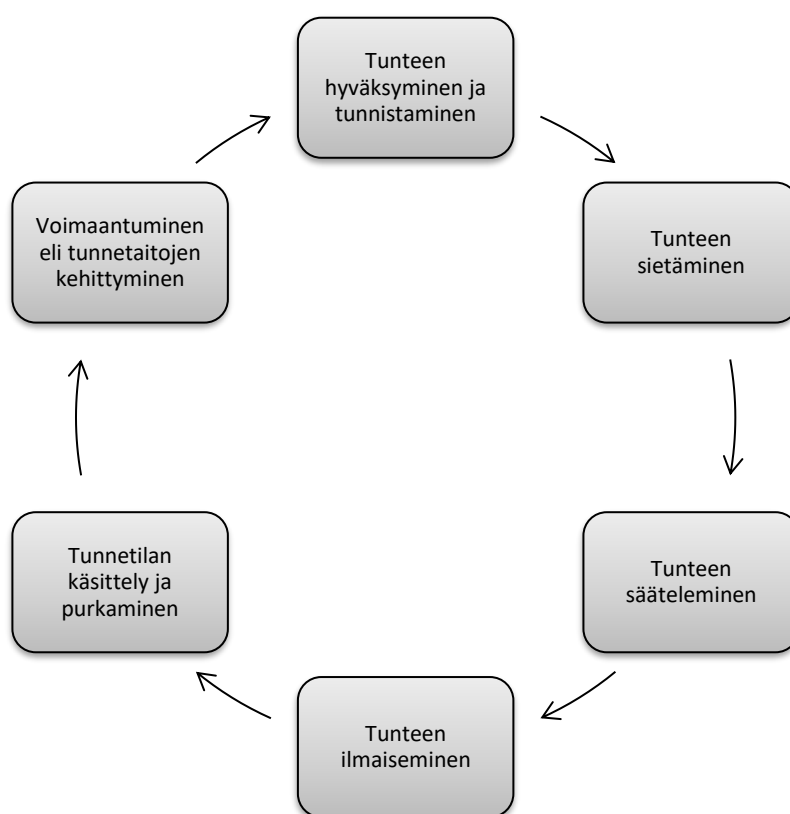 Tunteen
hyväksyminen ja
tunnistaminen
Tunteen
sietäminen
Tunteen
sääteleminen
Tunteen
ilmaiseminen
Tunnetilan
käsittely ja
purkaminen
Voimaantuminen
eli tunnetaitojen
kehittyminen